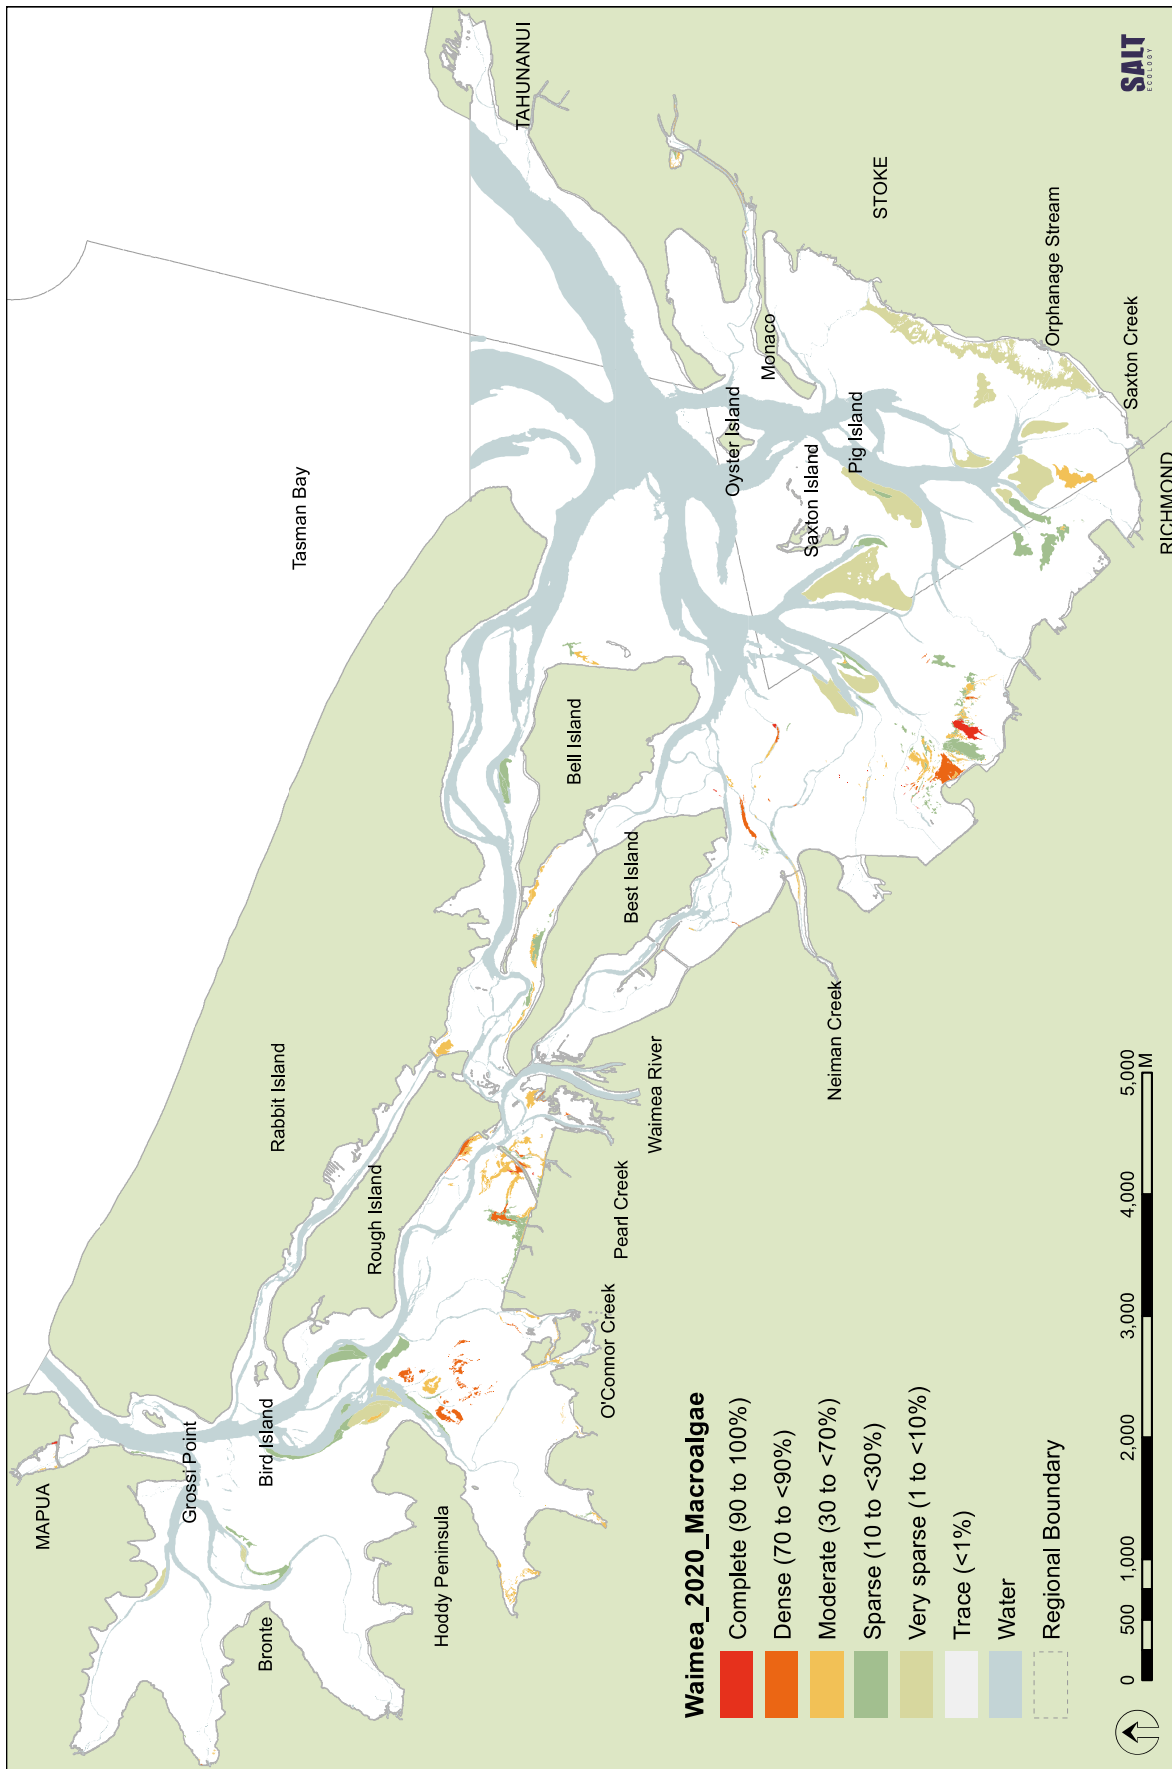 MAPUA
Grossi Point
Bronte
Bird Island
Rabbit Island
Tasman Bay
Rough Island
Hoddy Peninsula
TAHUNANUI
Bell Island
O'Connor Creek
Pearl Creek
Best Island
Waimea River
Oyster Island
Monaco
Saxton Island
Neiman Creek
Pig Island
STOKE
Orphanage Stream
Saxton Creek
RICHMOND
Waimea_2020_Macroalgae
Complete (90 to 100%)
Dense (70 to <90%)
Moderate (30 to <70%)
Sparse (10 to <30%)
Very sparse (1 to <10%)
Trace (<1%)
Water
Regional Boundary
0 500 1,000 2,000 3,000 4,000 5,000
M
SALT
ECOLOGY